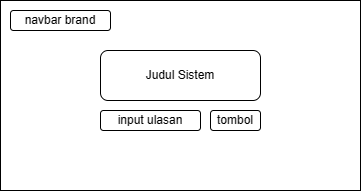 navbar brand
Judul Sistem
input ulasan
tombol